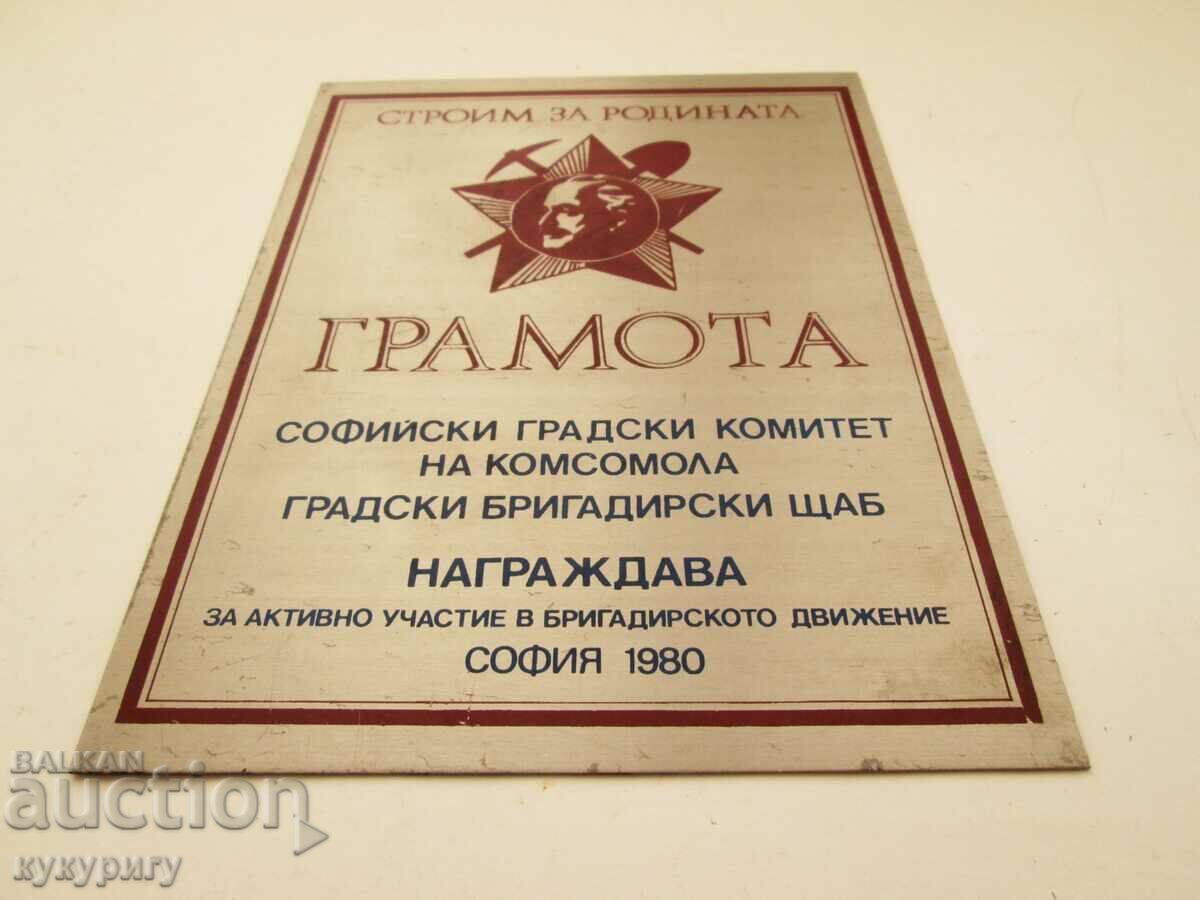 СТРОИМ ЗА РОДИНАТА
ГРАМОТА
СОФИЙСКИ ГРАДСКИ КОМИТЕТ
НА КОМСОМОЛА
ГРАДСКИ БРИГАДИРСКИ ЩАБ
НАГРАЖДАВА
ЗА АКТИВНО УЧАСТИЕ В БРИГАДИРСКОТО ДВИЖЕНИЕ
СОФИЯ 1980
BALKAN
auction
кукуригу